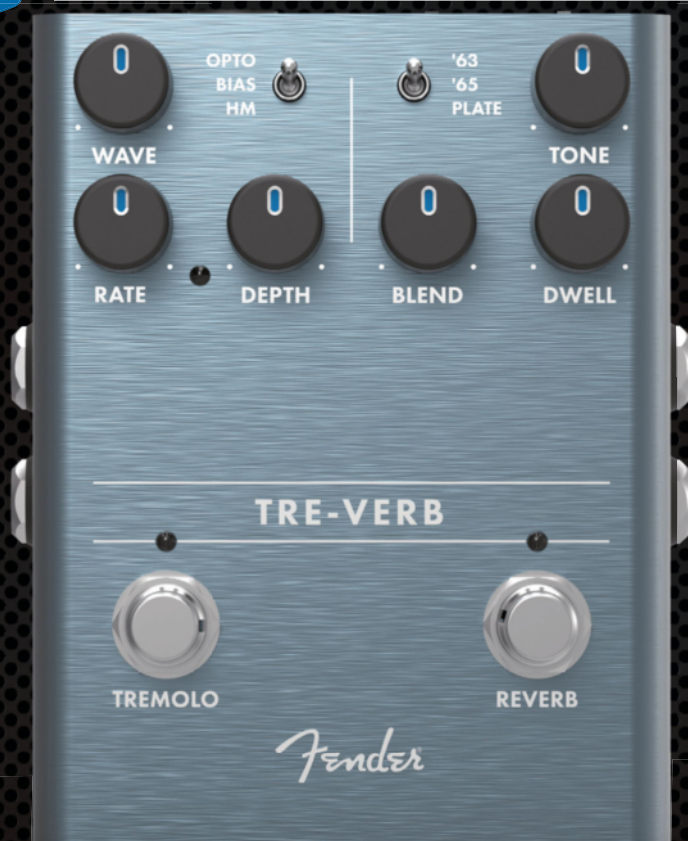 OPTO
BIAS
HM
'63
'65
PLATE
WAVE
TONE
RATE
DEPTH
BLEND
DWELL
TRE-VERB
TREMOLO
REVERB
Fender